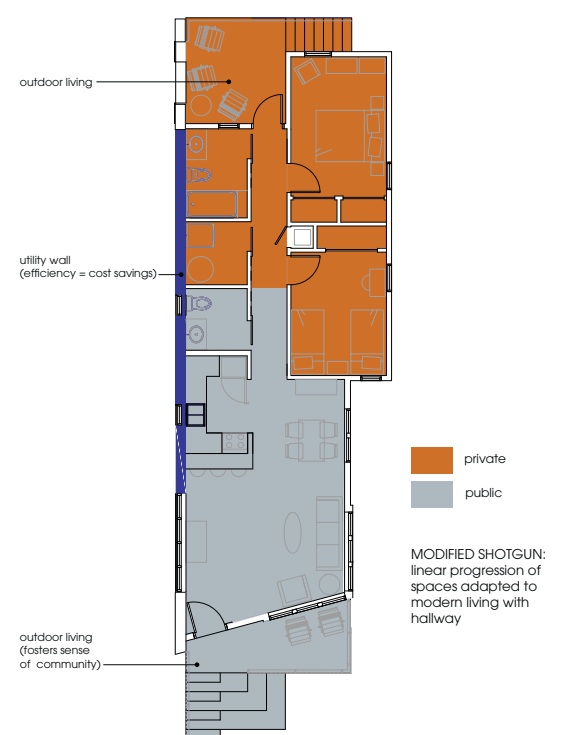 outdoor living
utility wall
(efficiency = cost savings)
private
public
MODIFIED SHOTGUN:
linear progression of
spaces adapted to
modern living with
hallway
outdoor living
(fosters sense
of community)